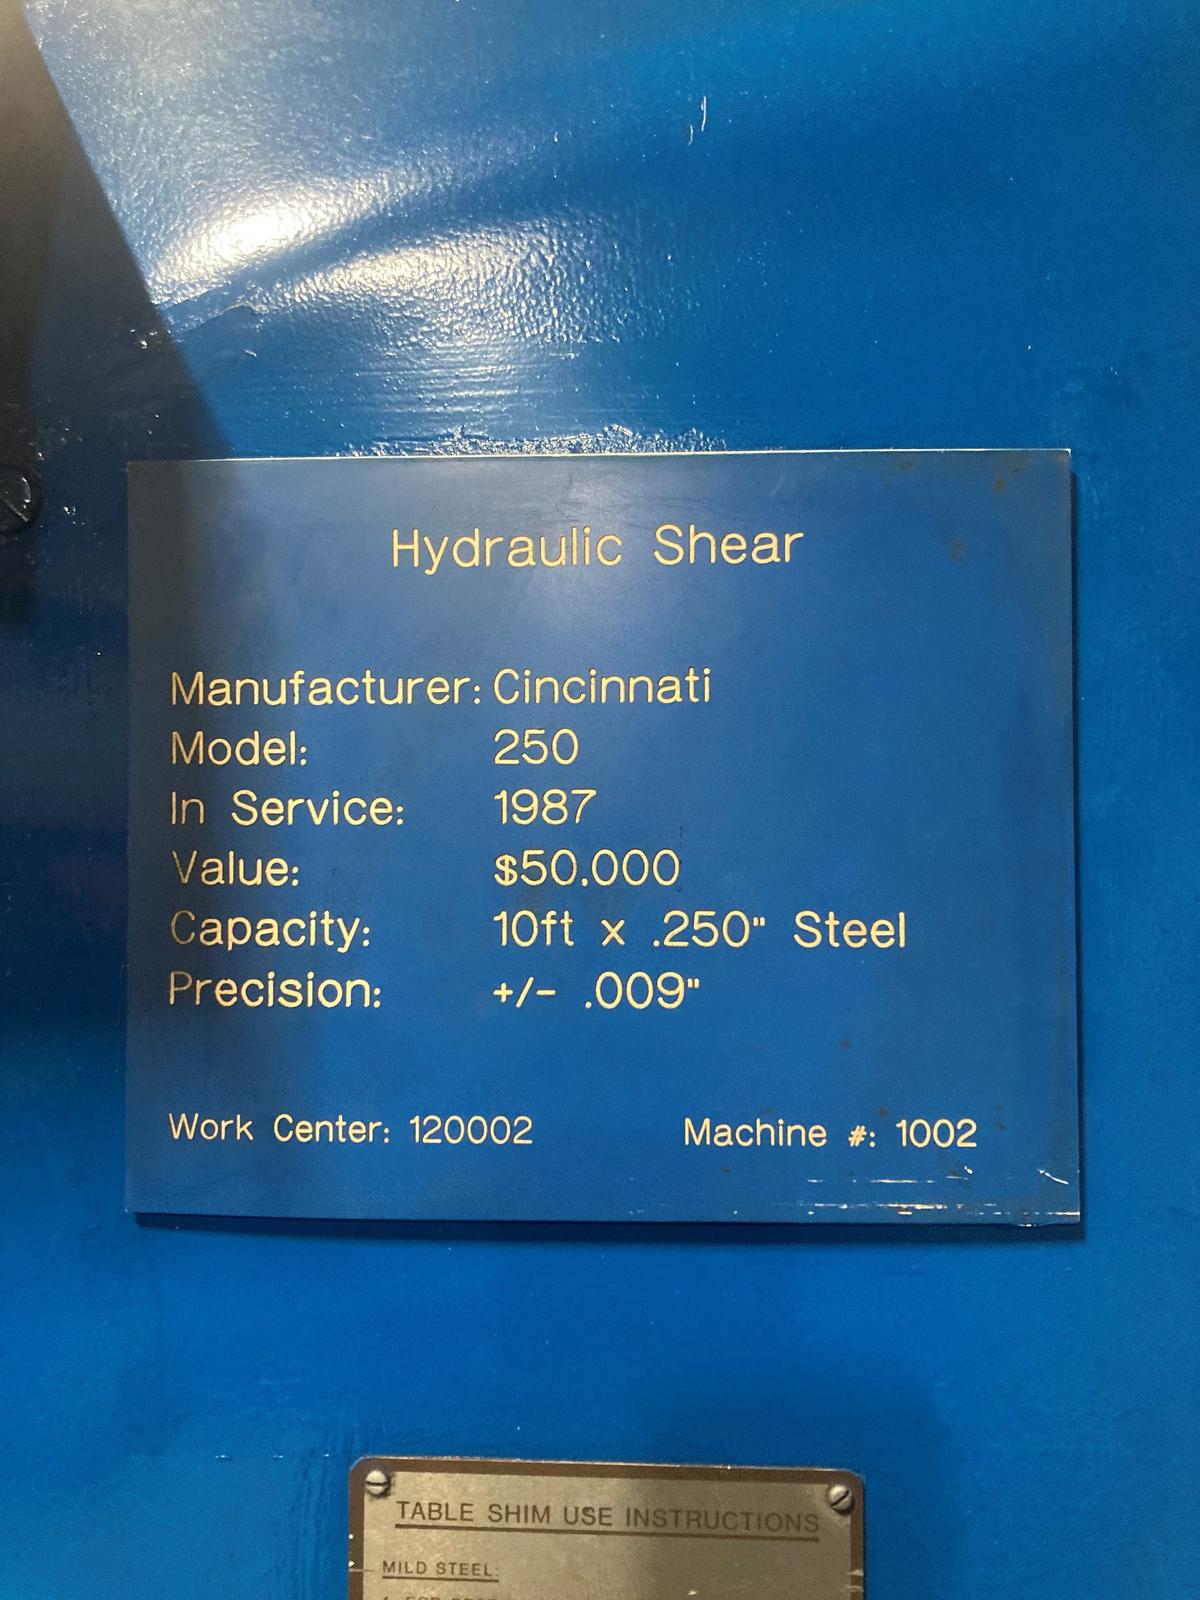 Hydraulic Shear
Manufacturer: Cincinnati
Model: 250
In Service: 1987
Value: $50,000
Capacity: 10ft x .250" Steel
Precision: +/- .009"
Work Center: 120002 Machine #: 1002
TABLE SHIM USE INSTRUCTIONS
MILD STEEL: